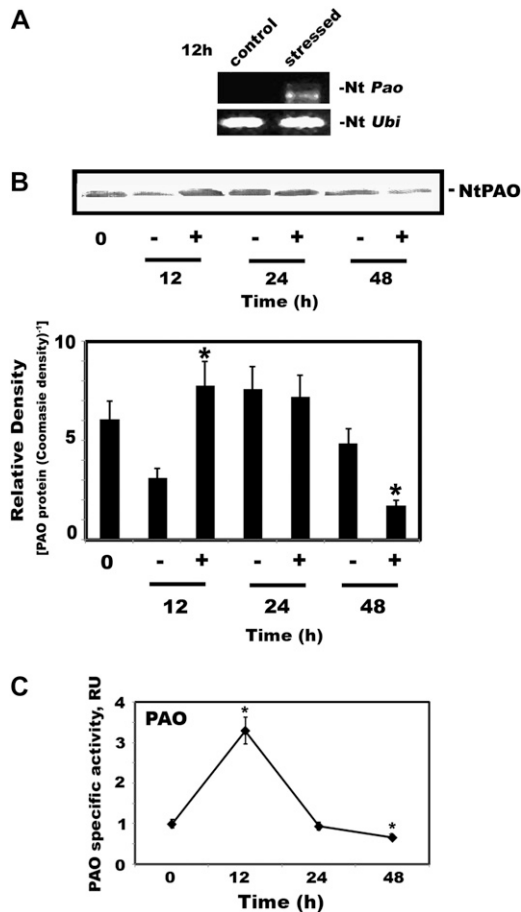 A
12h control stressed
-Nt Pao
-Nt Ubi
B
- NtPAO
0 - + - + - +
12 24 48
Time (h)
Relative Density
[PAO protein (Coomasie density)-1]
10
5
0
* *
0 - + - + - +
12 24 48
Time (h)
C
PAO specific activity, RU
PAO
4
3
2
1
0
* *
0 12 24 48
Time (h)